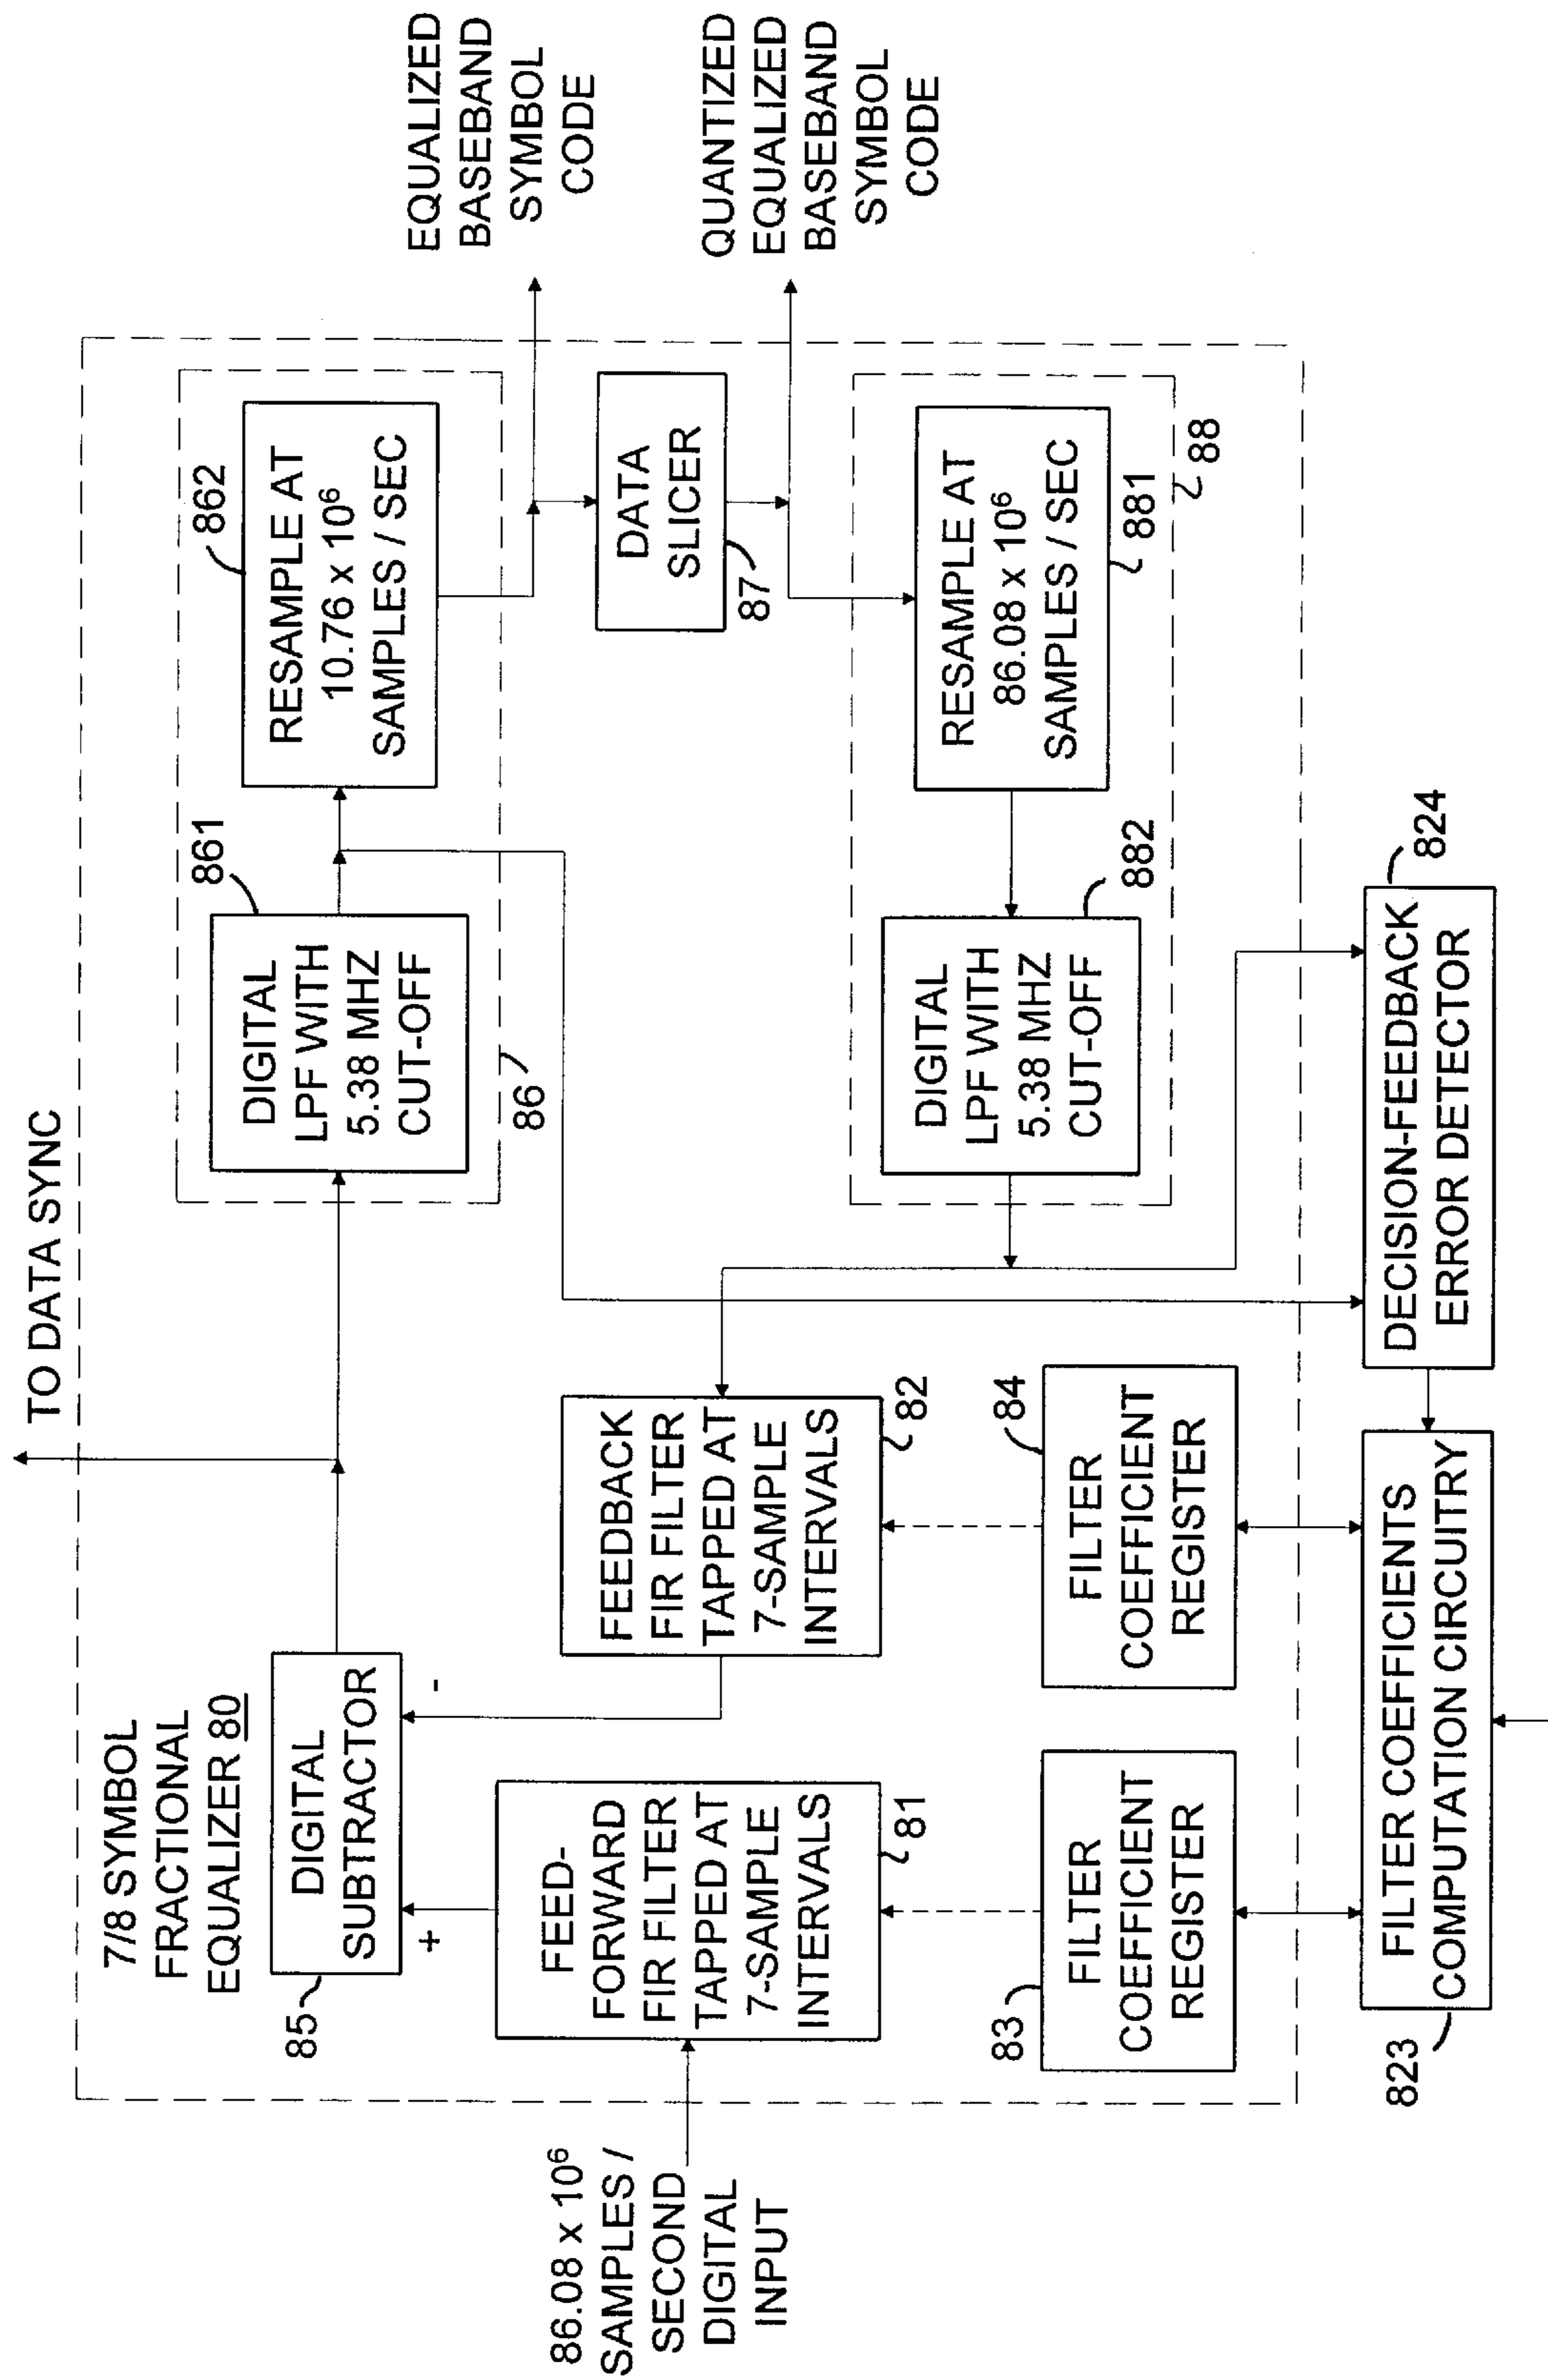 TO DATA SYNC
7/8 SYMBOL
FRACTIONAL
EQUALIZER 80
85
DIGITAL
SUBTRACTOR
+
-
861
DIGITAL
LPF WITH
5.38 MHZ
CUT-OFF
862
RESAMPLE AT
10.76 x 10⁶
SAMPLES / SEC
86
EQUALIZED
BASEBAND
SYMBOL
CODE
86.08 x 10⁶
SAMPLES /
SECOND
DIGITAL
INPUT
FEED-
FORWARD
FIR FILTER
TAPPED AT
7-SAMPLE
INTERVALS
81
FEEDBACK
FIR FILTER
TAPPED AT
7-SAMPLE
INTERVALS
82
DATA
SLICER
87
QUANTIZED
EQUALIZED
BASEBAND
SYMBOL
CODE
DIGITAL
LPF WITH
5.38 MHZ
CUT-OFF
882
RESAMPLE AT
86.08 x 10⁶
SAMPLES / SEC
881
88
83
FILTER
COEFFICIENT
REGISTER
84
FILTER
COEFFICIENT
REGISTER
823
FILTER COEFFICIENTS
COMPUTATION CIRCUITRY
DECISION-FEEDBACK
ERROR DETECTOR
824